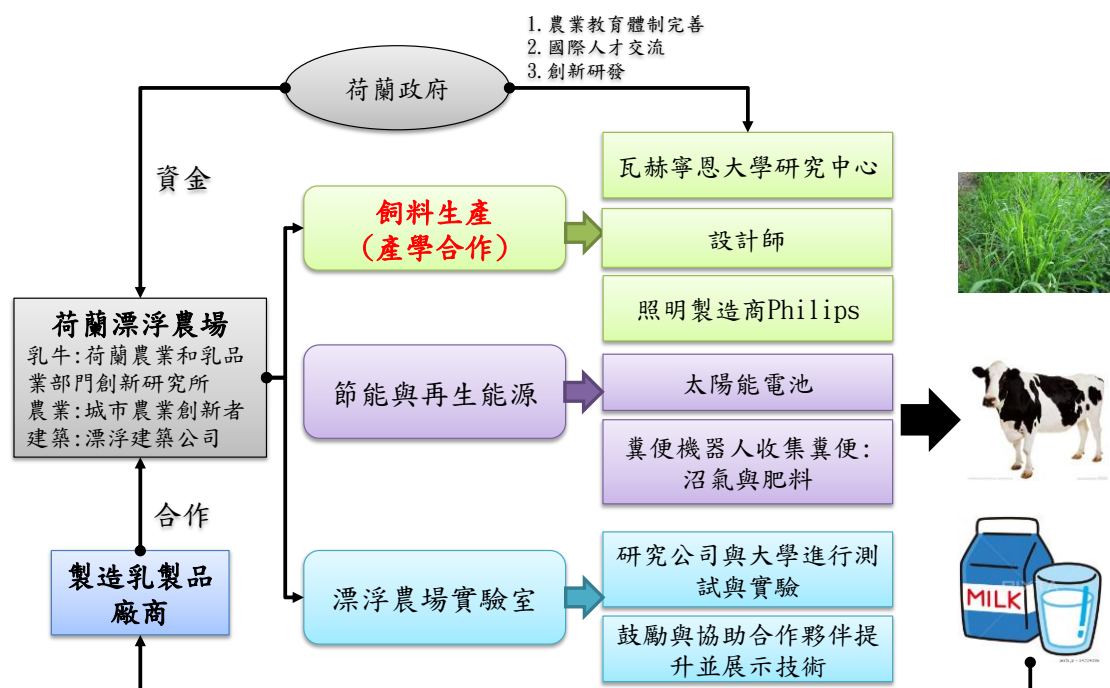 1.農業教育體制完善
2.國際人才交流
3.創新研發
荷蘭政府
資金
瓦赫寧恩大學研究中心
飼料生產
(產學合作)
設計師
照明製造商Philips
荷蘭漂浮農場
乳牛:荷蘭農業和乳品
業部門創新研究所
農業:城市農業創新者
建築:漂浮建築公司
節能與再生能源
太陽能電池
糞便機器人收集糞便:
沼氣與肥料
合作
製造乳製品
廠商
漂浮農場實驗室
研究公司與大學進行測
試與實驗
鼓勵與協助合作夥伴提
升並展示技術
MILK